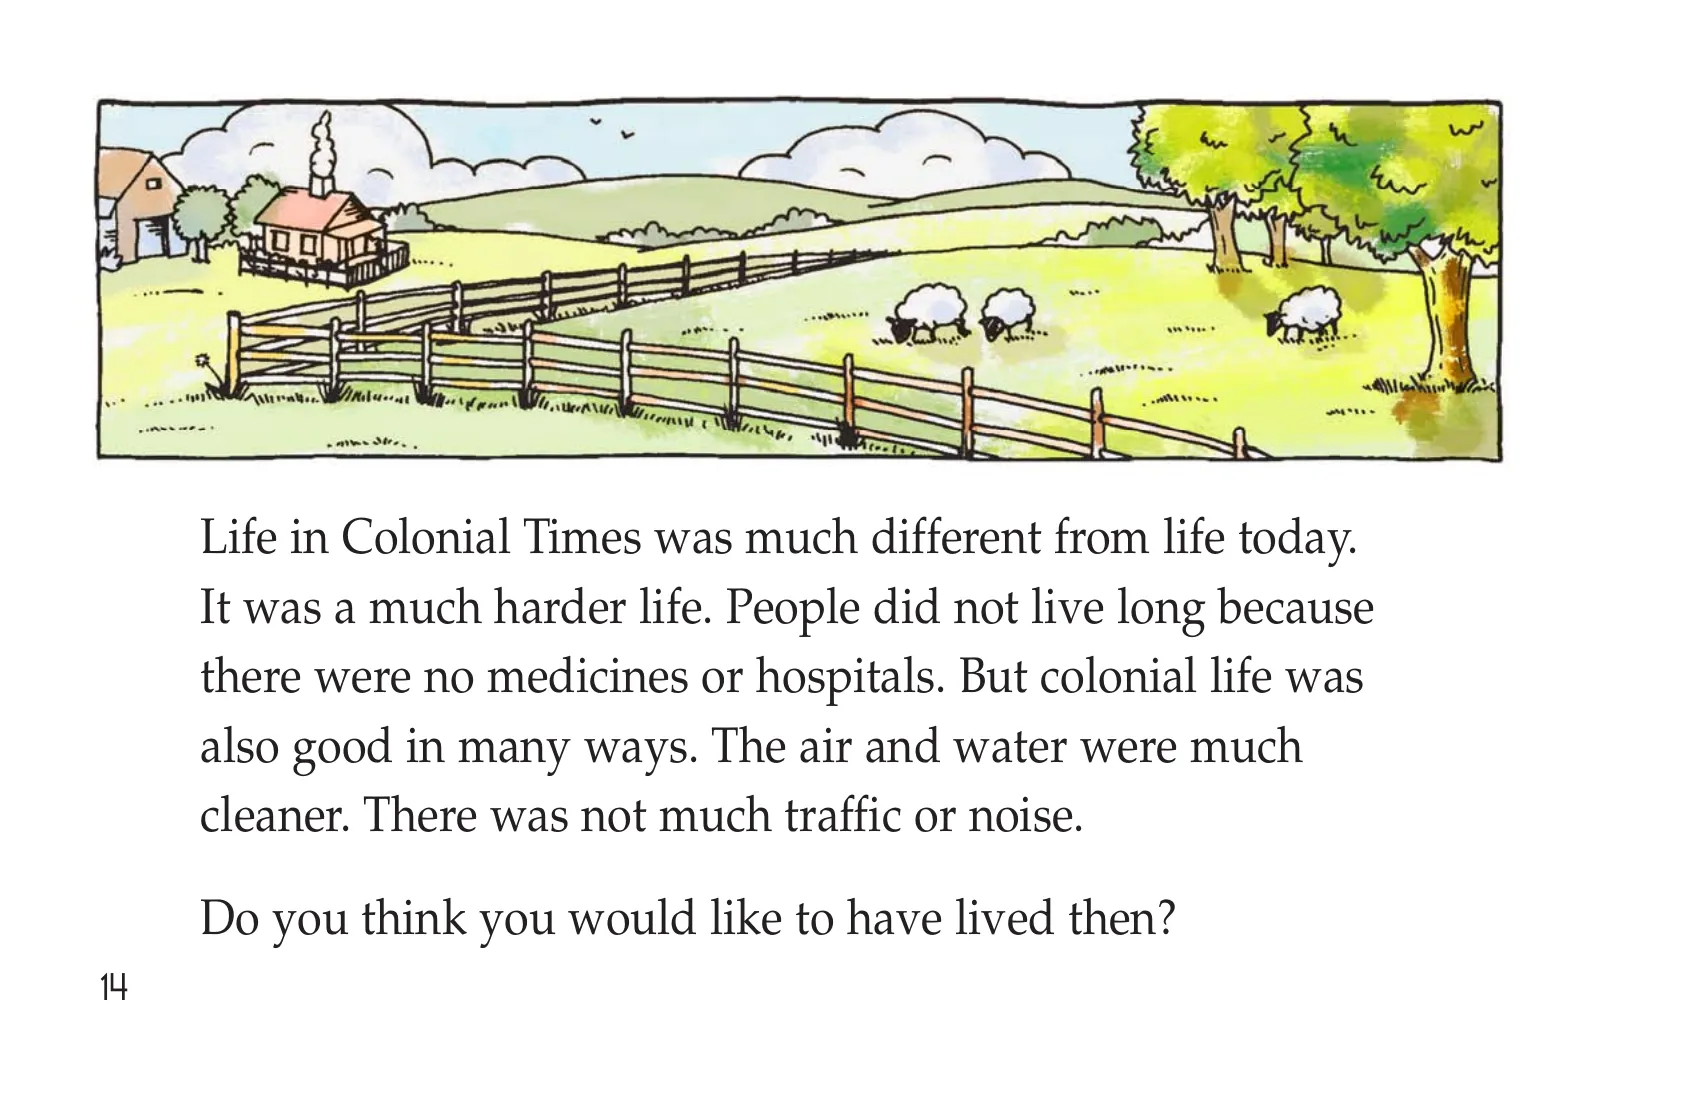 Life in Colonial Times was much different from life today.
It was a much harder life. People did not live long because
there were no medicines or hospitals. But colonial life was
also good in many ways. The air and water were much
cleaner. There was not much traffic or noise.
Do you think you would like to have lived then?
14